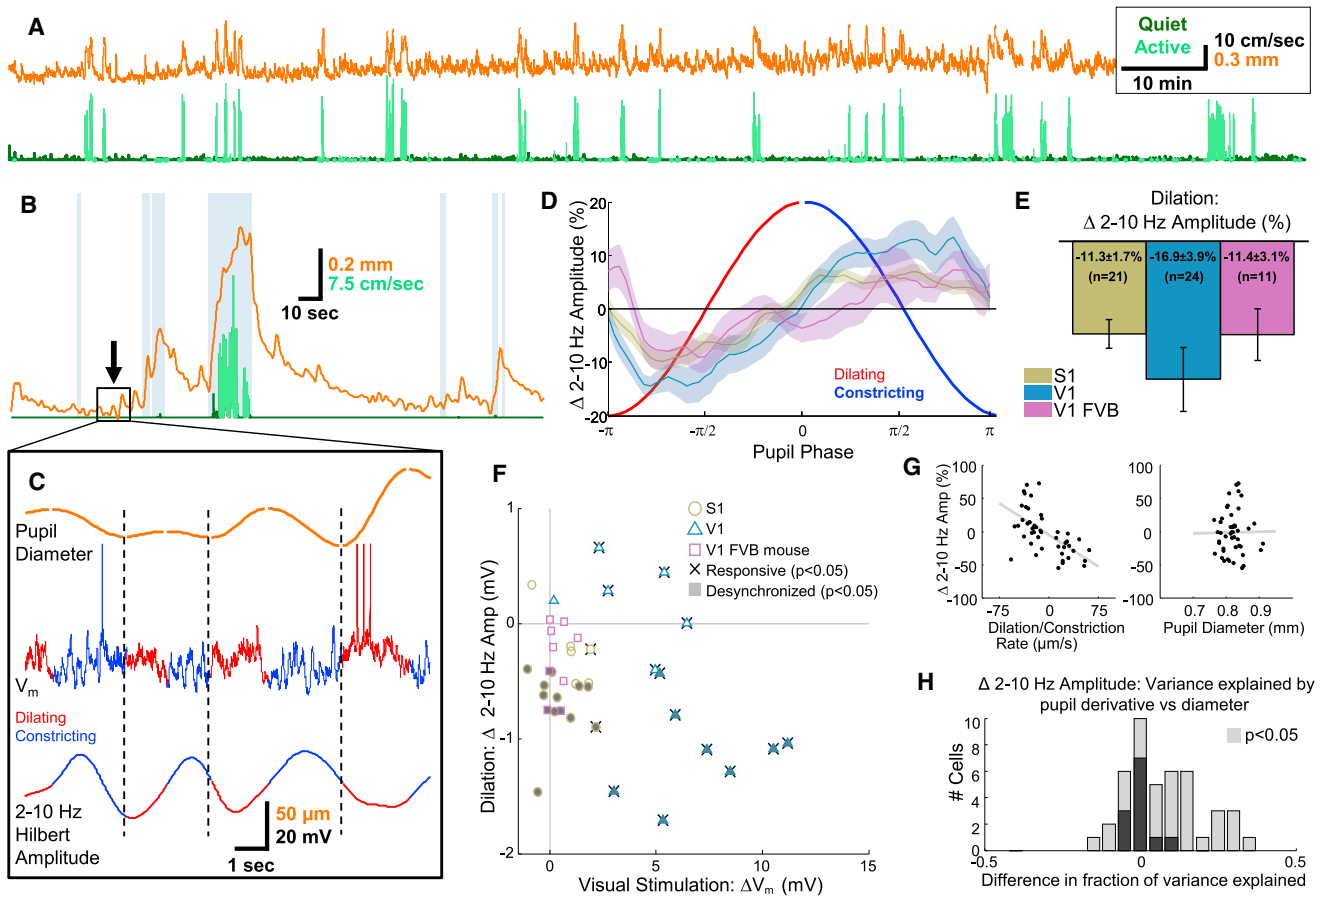 A
Quiet
Active
10 cm/sec
0.3 mm
10 min
B
0.2 mm
7.5 cm/sec
10 sec
C
Pupil
Diameter
Vm
Dilating
Constricting
2-10 Hz
Hilbert
Amplitude
50 µm
20 mV
1 sec
D
Δ 2-10 Hz Amplitude (%)
20
10
0
-10
-20
Dilating
Constricting
-π
-π/2
0
π/2
π
Pupil Phase
E
Dilation:
Δ 2-10 Hz Amplitude (%)
-11.3±1.7%
(n=21)
-16.9±3.9%
(n=24)
-11.4±3.1%
(n=11)
S1
V1
V1 FVB
F
Dilation: Δ 2-10 Hz Amp (mV)
1
0
-1
-2
S1
V1
V1 FVB mouse
Responsive (p<0.05)
Desynchronized (p<0.05)
0
5
10
15
Visual Stimulation: ΔVm (mV)
G
Δ 2-10 Hz Amp (%)
100
50
0
-50
-100
-75
0
75
Dilation/Constriction
Rate (µm/s)
100
50
0
-50
-100
0.7
0.8
0.9
Pupil Diameter (mm)
H
Δ 2-10 Hz Amplitude: Variance explained by
pupil derivative vs diameter
# Cells
10
8
6
4
2
0
p<0.05
-0.5
0
0.5
Difference in fraction of variance explained